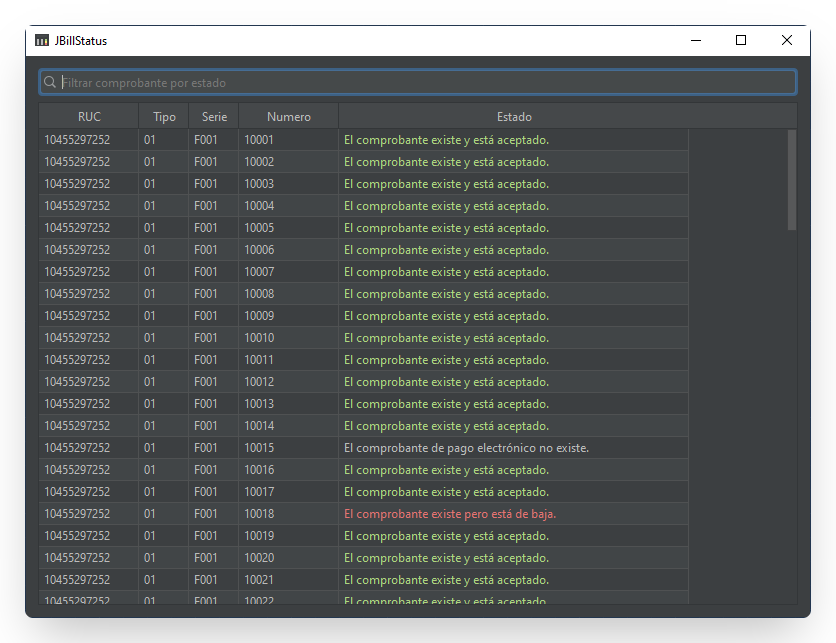 JBillStatus
Filtrar comprobante por estado
RUC Tipo Serie Numero Estado
10455297252 01 F001 10001 El comprobante existe y está aceptado.
10455297252 01 F001 10002 El comprobante existe y está aceptado.
10455297252 01 F001 10003 El comprobante existe y está aceptado.
10455297252 01 F001 10004 El comprobante existe y está aceptado.
10455297252 01 F001 10005 El comprobante existe y está aceptado.
10455297252 01 F001 10006 El comprobante existe y está aceptado.
10455297252 01 F001 10007 El comprobante existe y está aceptado.
10455297252 01 F001 10008 El comprobante existe y está aceptado.
10455297252 01 F001 10009 El comprobante existe y está aceptado.
10455297252 01 F001 10010 El comprobante existe y está aceptado.
10455297252 01 F001 10011 El comprobante existe y está aceptado.
10455297252 01 F001 10012 El comprobante existe y está aceptado.
10455297252 01 F001 10013 El comprobante existe y está aceptado.
10455297252 01 F001 10014 El comprobante existe y está aceptado.
10455297252 01 F001 10015 El comprobante de pago electrónico no existe.
10455297252 01 F001 10016 El comprobante existe y está aceptado.
10455297252 01 F001 10017 El comprobante existe y está aceptado.
10455297252 01 F001 10018 El comprobante existe pero está de baja.
10455297252 01 F001 10019 El comprobante existe y está aceptado.
10455297252 01 F001 10020 El comprobante existe y está aceptado.
10455297252 01 F001 10021 El comprobante existe y está aceptado.
10455297252 01 F001 10022 El comprobante existe y está aceptado.